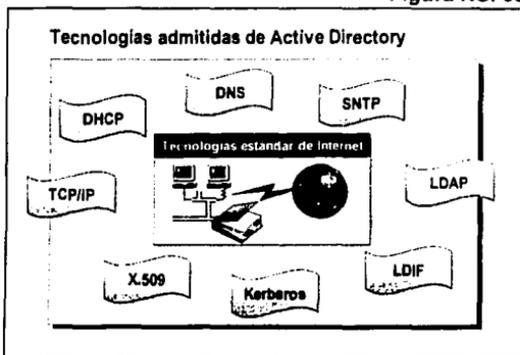 Tecnologías admitidas de Active Directory
DNS
SNTP
DHCP
Tecnologías estándar de Internet
TCP/IP
LDAP
X.509
Kerberos
LDIF